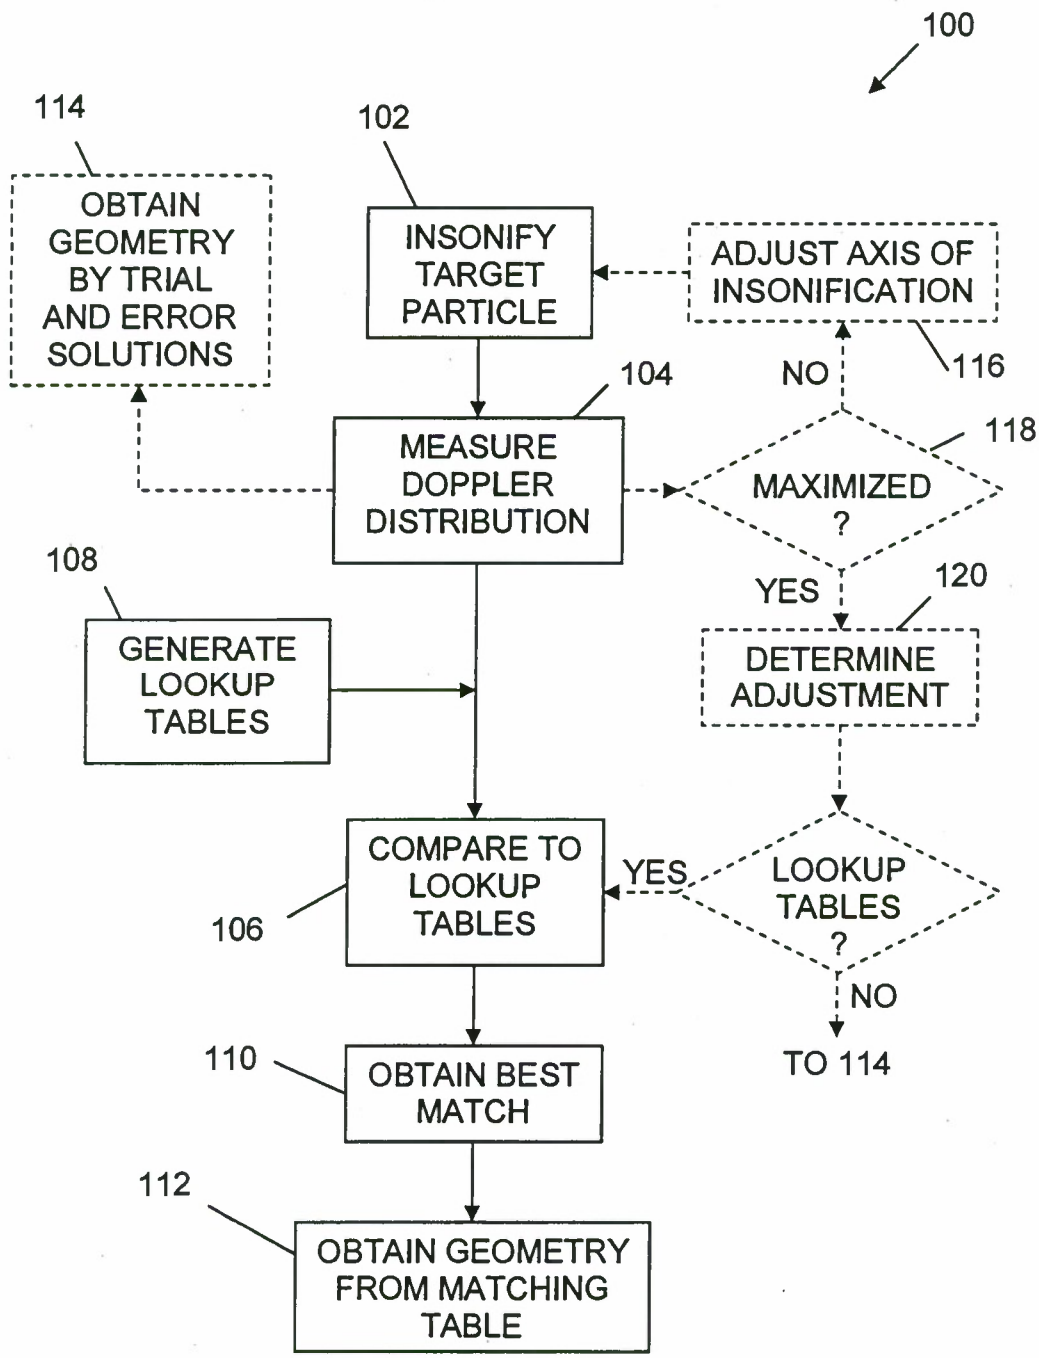 100
114
102
OBTAIN
GEOMETRY
BY TRIAL
AND ERROR
SOLUTIONS
INSONIFY
TARGET
PARTICLE
ADJUST AXIS OF
INSONIFICATION
116
NO
104
118
MEASURE
DOPPLER
DISTRIBUTION
MAXIMIZED
?
108
YES
120
GENERATE
LOOKUP
TABLES
DETERMINE
ADJUSTMENT
COMPARE TO
LOOKUP
TABLES
YES
LOOKUP
TABLES
?
106
NO
TO 114
110
OBTAIN BEST
MATCH
112
OBTAIN GEOMETRY
FROM MATCHING
TABLE